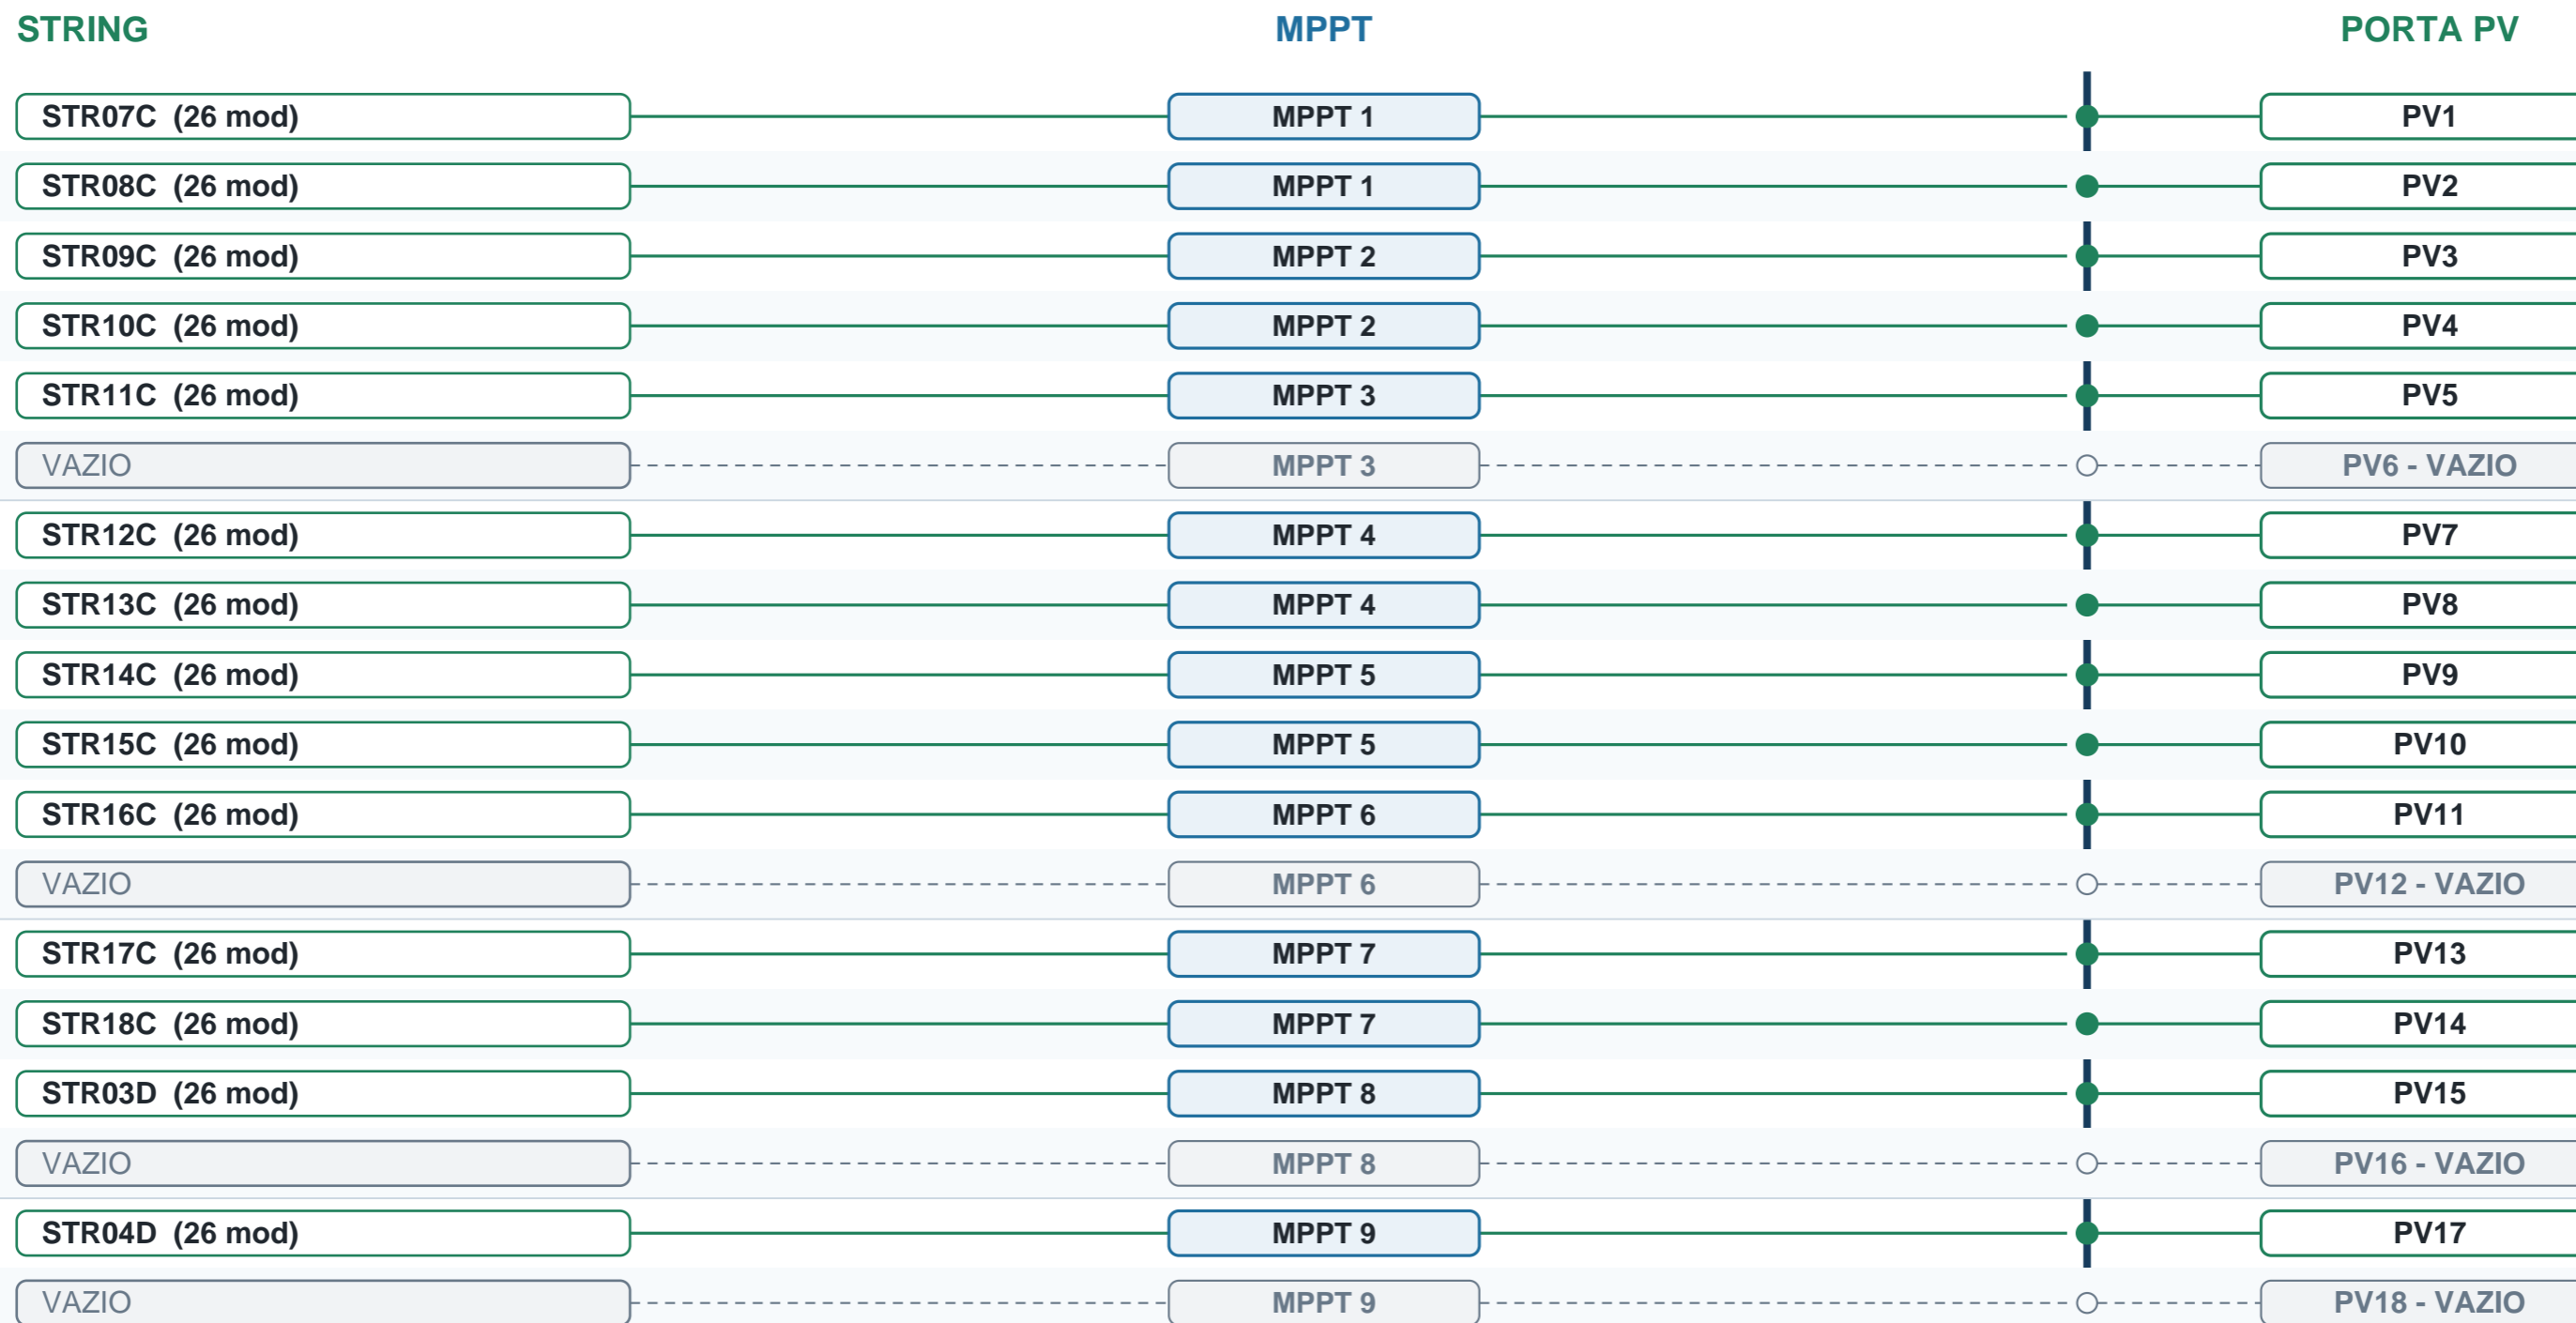 STRING MPPT PORTA PV
STR07C (26 mod) MPPT 1 PV1
STR08C (26 mod) MPPT 1 PV2
STR09C (26 mod) MPPT 2 PV3
STR10C (26 mod) MPPT 2 PV4
STR11C (26 mod) MPPT 3 PV5
VAZIO MPPT 3 PV6 - VAZIO
STR12C (26 mod) MPPT 4 PV7
STR13C (26 mod) MPPT 4 PV8
STR14C (26 mod) MPPT 5 PV9
STR15C (26 mod) MPPT 5 PV10
STR16C (26 mod) MPPT 6 PV11
VAZIO MPPT 6 PV12 - VAZIO
STR17C (26 mod) MPPT 7 PV13
STR18C (26 mod) MPPT 7 PV14
STR03D (26 mod) MPPT 8 PV15
VAZIO MPPT 8 PV16 - VAZIO
STR04D (26 mod) MPPT 9 PV17
VAZIO MPPT 9 PV18 - VAZIO